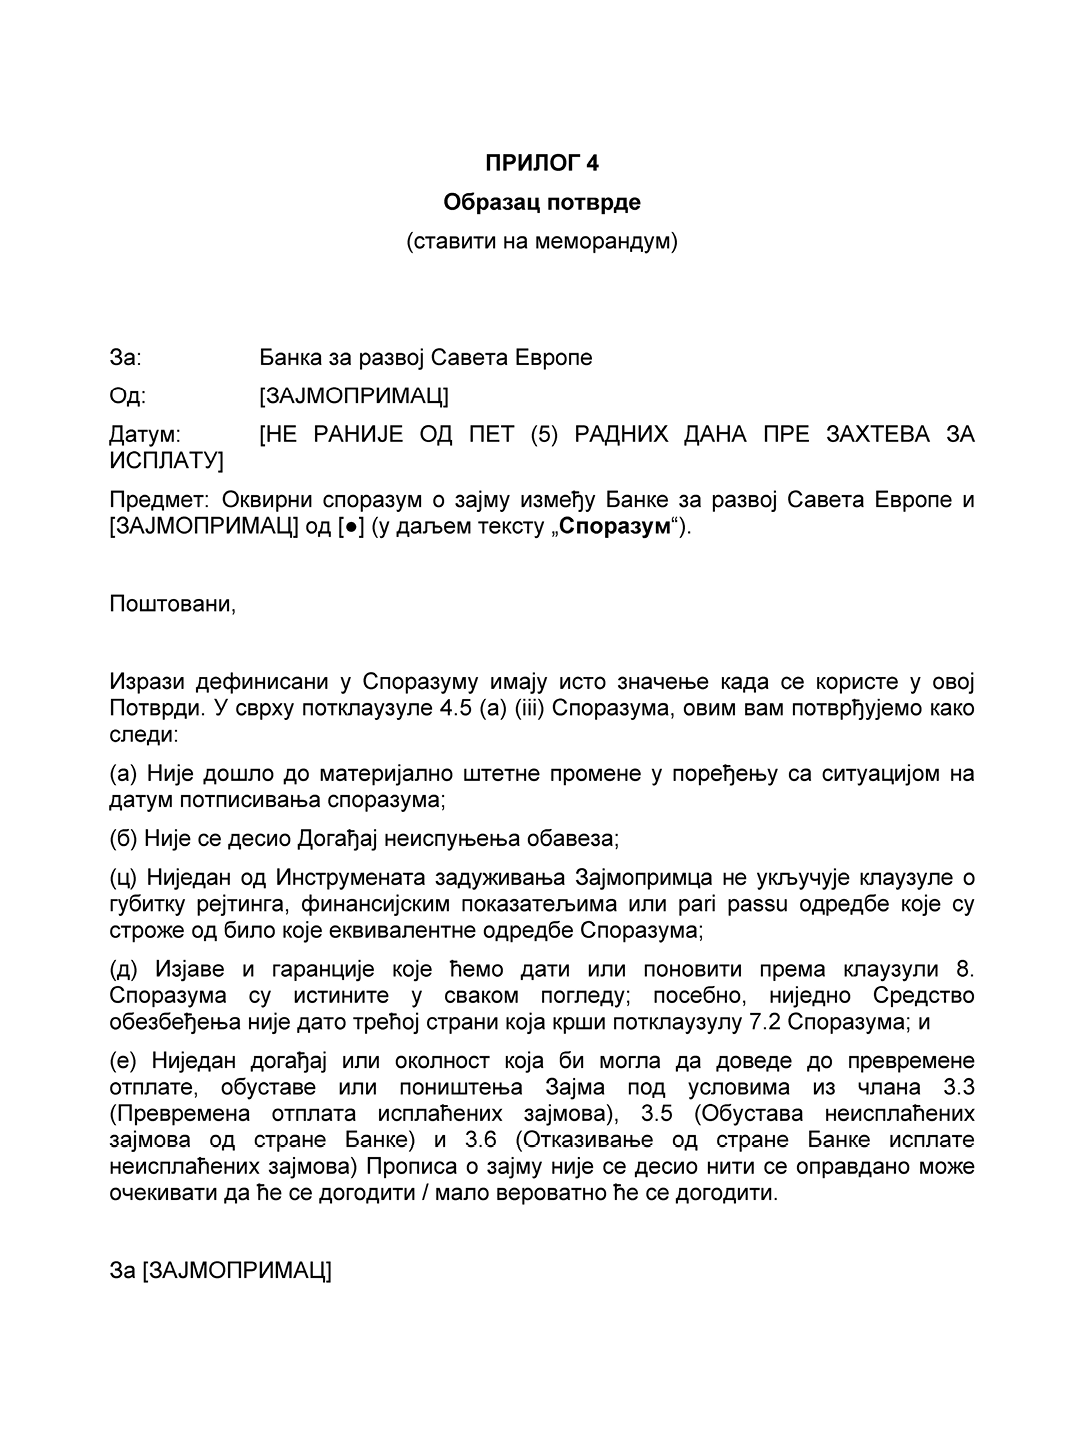 ПРИЛОГ 4
Образац потврде
(ставити на меморандум)
За: Банка за развој Савета Европе
Од: [ЗАЈМОПРИМАЦ]
Датум: [НЕ РАНИЈЕ ОД ПЕТ (5) РАДНИХ ДАНА ПРЕ ЗАХТЕВА ЗА
ИСПЛАТУ]
Предмет: Оквирни споразум о зајму између Банке за развој Савета Европе и
[ЗАЈМОПРИМАЦ] од [●] (у даљем тексту „Споразум“).
Поштовани,
Изрази дефинисани у Споразуму имају исто значење када се користе у овој
Потврди. У сврху потклаузуле 4.5 (а) (iii) Споразума, овим вам потврђујемо како
следи:
(а) Није дошло до материјално штетне промене у поређењу са ситуацијом на
датум потписивања споразума;
(б) Није се десио Догађај неиспуњења обавеза;
(ц) Ниједан од Инструмената задуживања Зајмопримца не укључује клаузуле о
губитку рејтинга, финансијским показатељима или pari passu одредбе које су
строже од било које еквивалентне одредбе Споразума;
(д) Изјаве и гаранције које ћемо дати или поновити према клаузули 8.
Споразума су истините у сваком погледу; посебно, ниједно Средство
обезбеђења није дато трећој страни која крши потклаузулу 7.2 Споразума; и
(е) Ниједан догађај или околност која би могла да доведе до превремене
отплате, обуставе или поништења Зајма под условима из члана 3.3
(Превремена отплата исплаћених зајмова), 3.5 (Обустава неисплаћених
зајмова од стране Банке) и 3.6 (Отказивање од стране Банке исплате
неисплаћених зајмова) Прописа о зајму није се десио нити се оправдано може
очекивати да ће се догодити / мало вероватно ће се догодити.
За [ЗАЈМОПРИМАЦ]